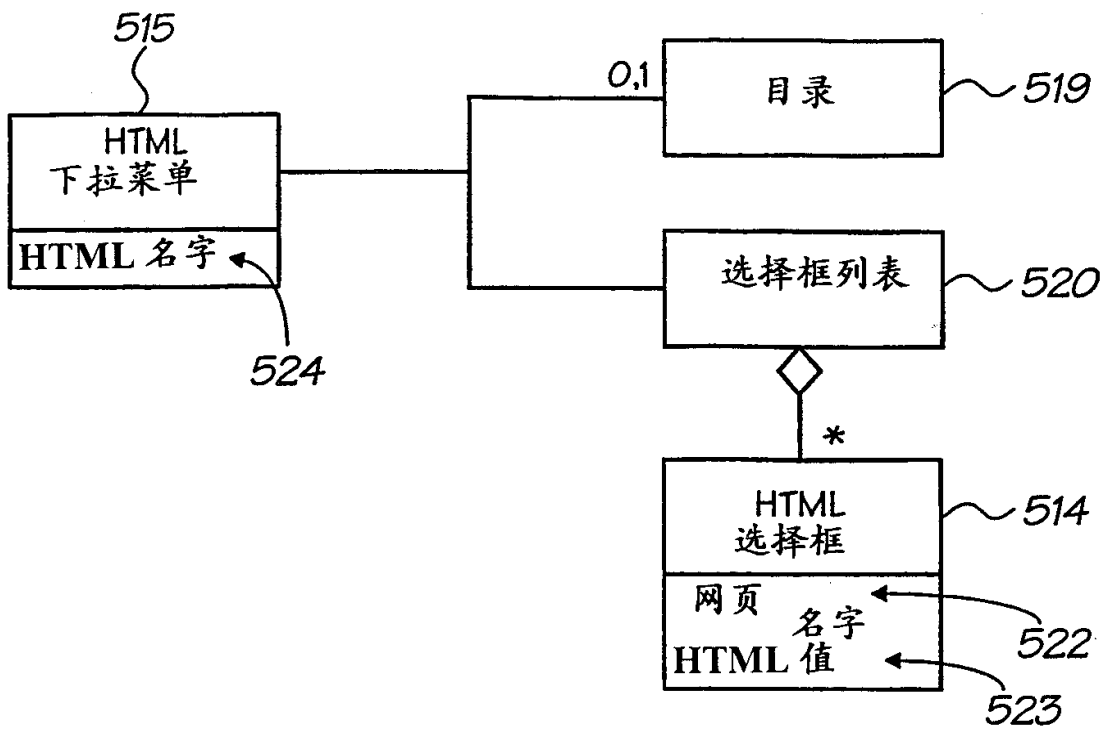 515
HTML
下拉菜单
HTML 名字
524
0,1
目录
519
选择框列表
520
*
HTML
选择框
514
网页
名字
HTML 值
522
523